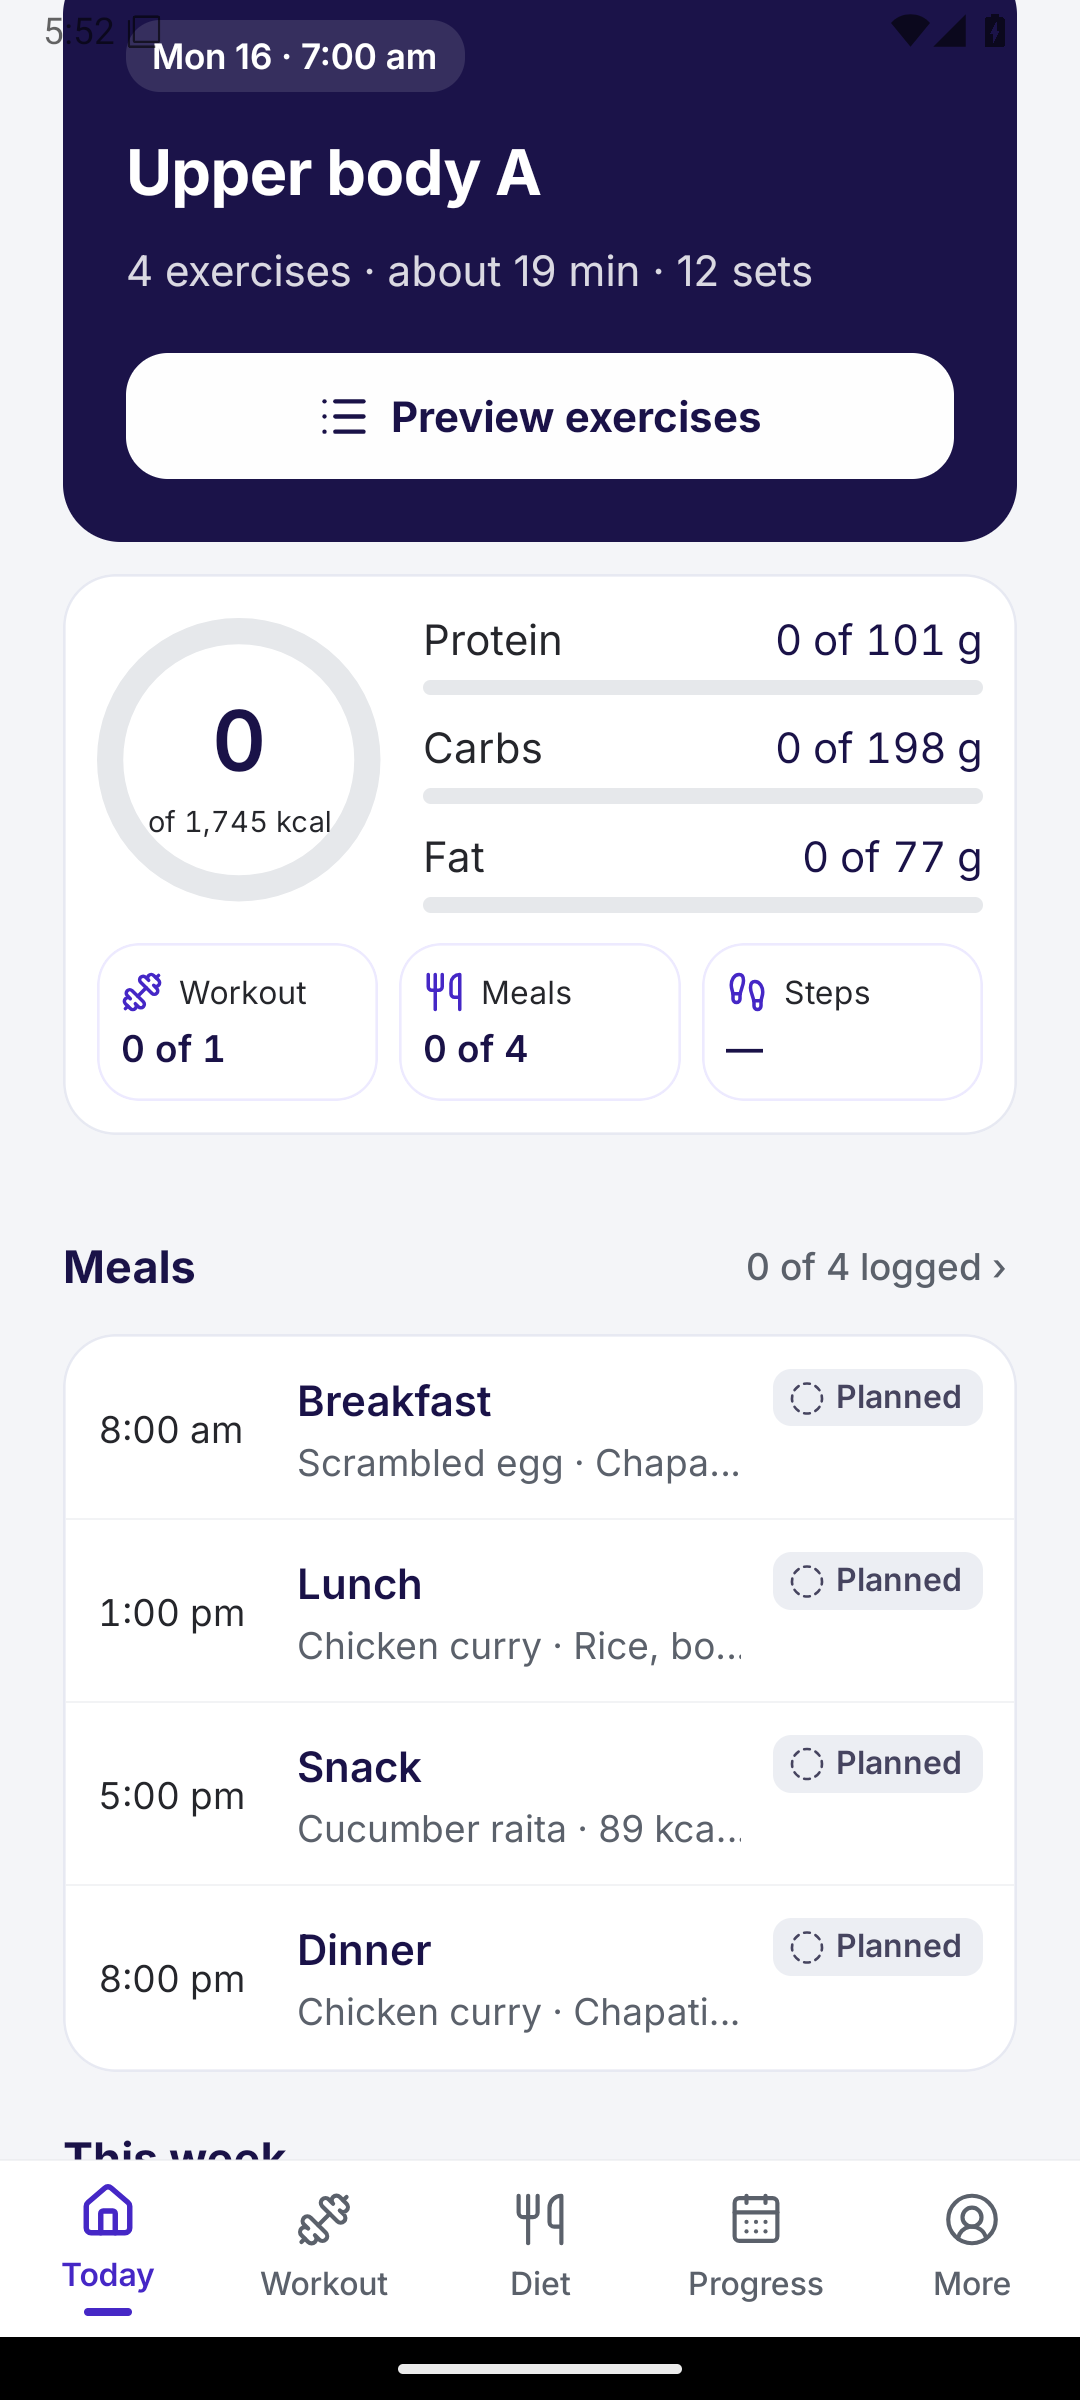 5:52
Mon 16 · 7:00 am
Upper body A
4 exercises · about 19 min · 12 sets
Preview exercises
0
of 1,745 kcal
Protein 0 of 101 g
Carbs 0 of 198 g
Fat 0 of 77 g
Workout
0 of 1
Meals
0 of 4
Steps
—
Meals 0 of 4 logged ›
8:00 am
Breakfast
Planned
Scrambled egg · Chapa...
1:00 pm
Lunch
Planned
Chicken curry · Rice, bo...
5:00 pm
Snack
Planned
Cucumber raita · 89 kca...
8:00 pm
Dinner
Planned
Chicken curry · Chapati...
This week
Today Workout Diet Progress More